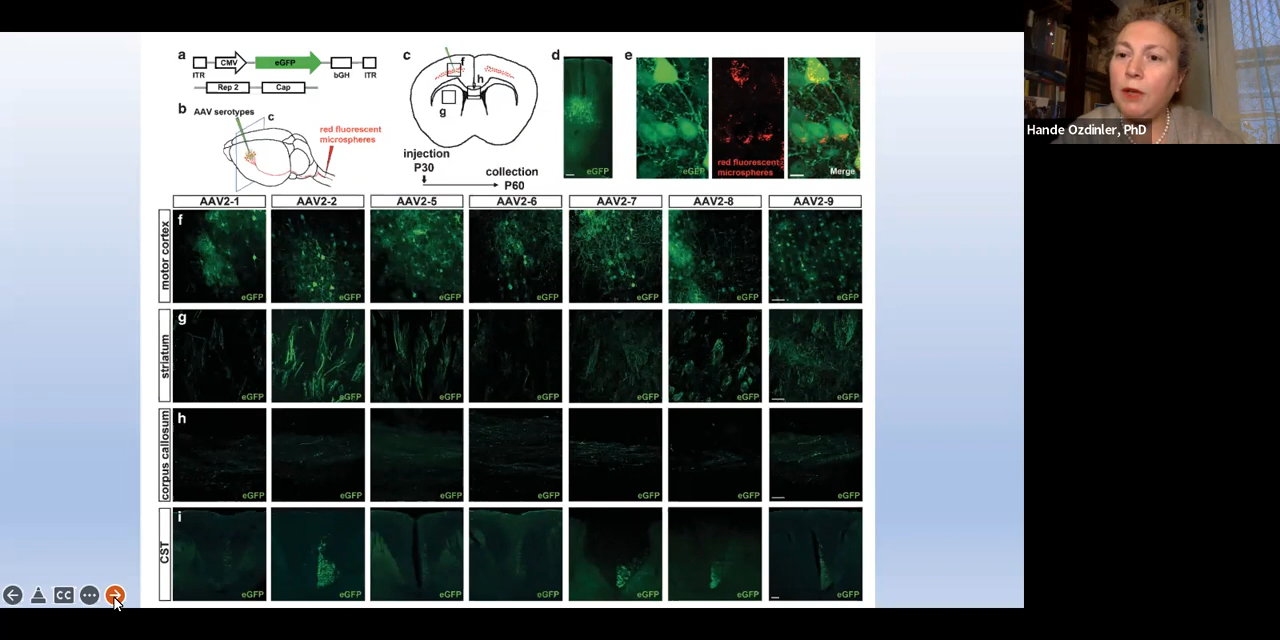 a
CMV
eGFP
ITR
bGH
ITR
Rep 2
Cap
b
AAV serotypes
c
red fluorescent
microspheres
c
f
h
g
injection
P30
collection
P60
d
eGFP
e
eGFP
red fluorescent
microspheres
Merge
Hande Ozdinler, PhD
AAV2-1 AAV2-2 AAV2-5 AAV2-6 AAV2-7 AAV2-8 AAV2-9
motor cortex
f
eGFP eGFP eGFP eGFP eGFP eGFP eGFP
striatum
g
eGFP eGFP eGFP eGFP eGFP eGFP eGFP
corpus callosum
h
eGFP eGFP eGFP eGFP eGFP eGFP eGFP
CST
i
eGFP eGFP eGFP eGFP eGFP eGFP eGFP
CC